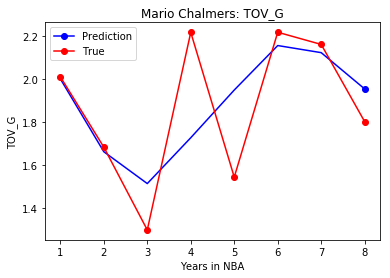 Mario Chalmers: TOV_G
Prediction
True
2.2
2.0
1.8
1.6
1.4
TOV_G
1 2 3 4 5 6 7 8
Years in NBA